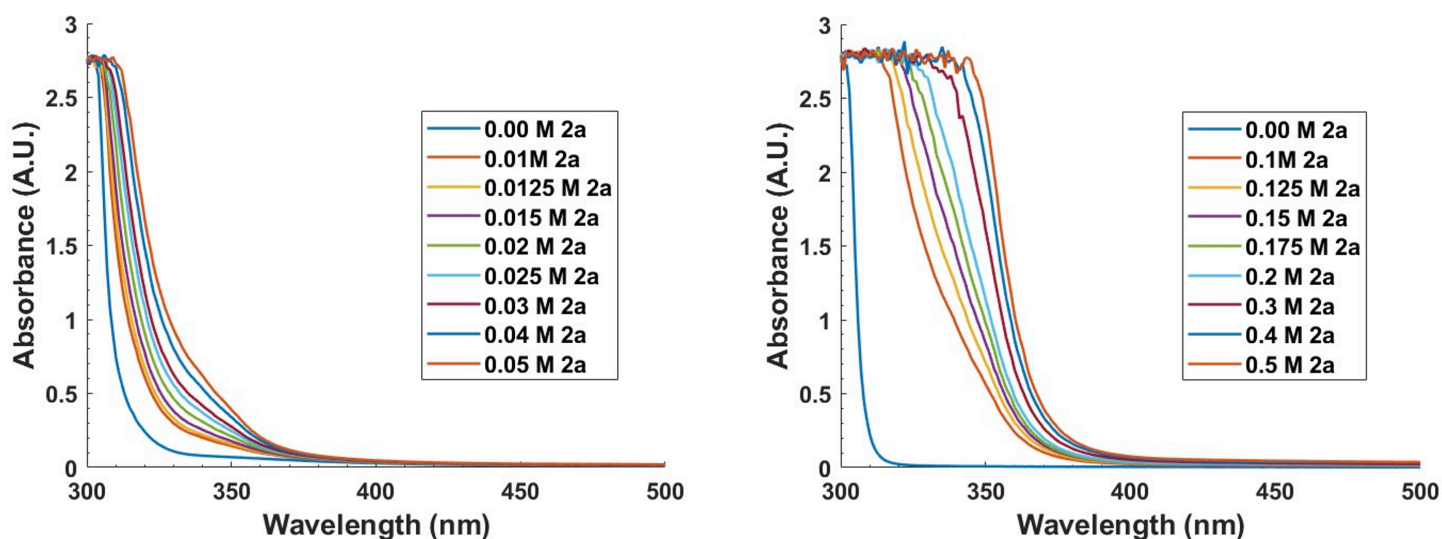 3
2.5
2
1.5
1
0.5
0
Absorbance (A.U.)
300
350
400
450
500
Wavelength (nm)
0.00 M 2a
0.01M 2a
0.0125 M 2a
0.015 M 2a
0.02 M 2a
0.025 M 2a
0.03 M 2a
0.04 M 2a
0.05 M 2a
3
2.5
2
1.5
1
0.5
0
Absorbance (A.U.)
300
350
400
450
500
Wavelength (nm)
0.00 M 2a
0.1M 2a
0.125 M 2a
0.15 M 2a
0.175 M 2a
0.2 M 2a
0.3 M 2a
0.4 M 2a
0.5 M 2a